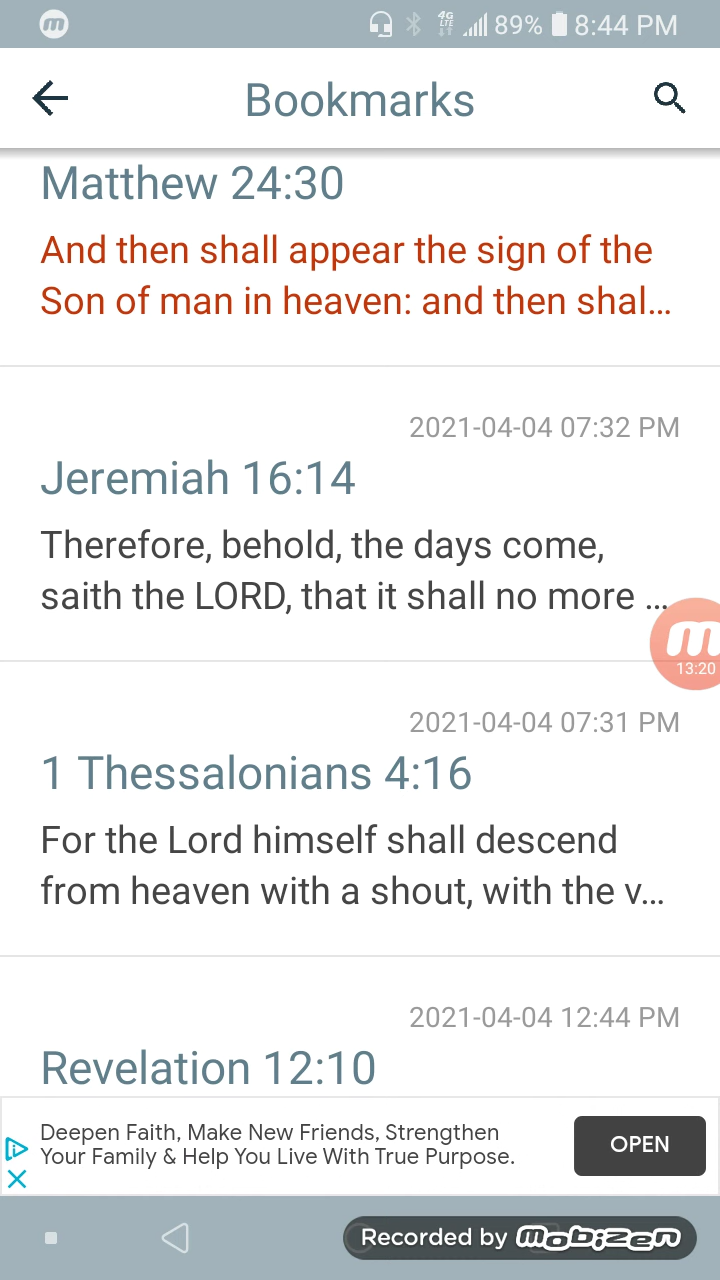 m
4G LTE 89% 8:44 PM
Bookmarks
Matthew 24:30
And then shall appear the sign of the
Son of man in heaven: and then shal...
2021-04-04 07:32 PM
Jeremiah 16:14
Therefore, behold, the days come,
saith the LORD, that it shall no more ...
m
13:20
2021-04-04 07:31 PM
1 Thessalonians 4:16
For the Lord himself shall descend
from heaven with a shout, with the v...
2021-04-04 12:44 PM
Revelation 12:10
Deepen Faith, Make New Friends, Strengthen
Your Family & Help You Live With True Purpose.
OPEN
Recorded by mobizen